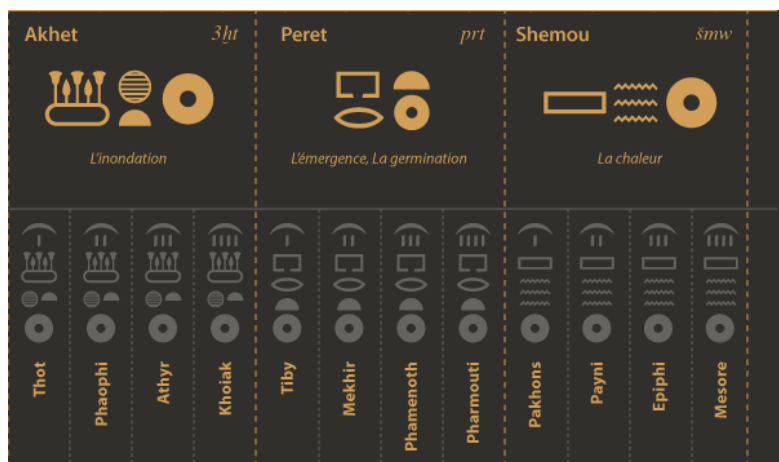 Akhet 3ḫt
L'inondation
Peret prt
L'émergence, La germination
Shemou šmw
La chaleur
Thot
Phaophi
Athyr
Khoiak
Tiby
Mekhir
Phamenoth
Pharmouti
Pakhons
Payni
Epiphi
Mesore